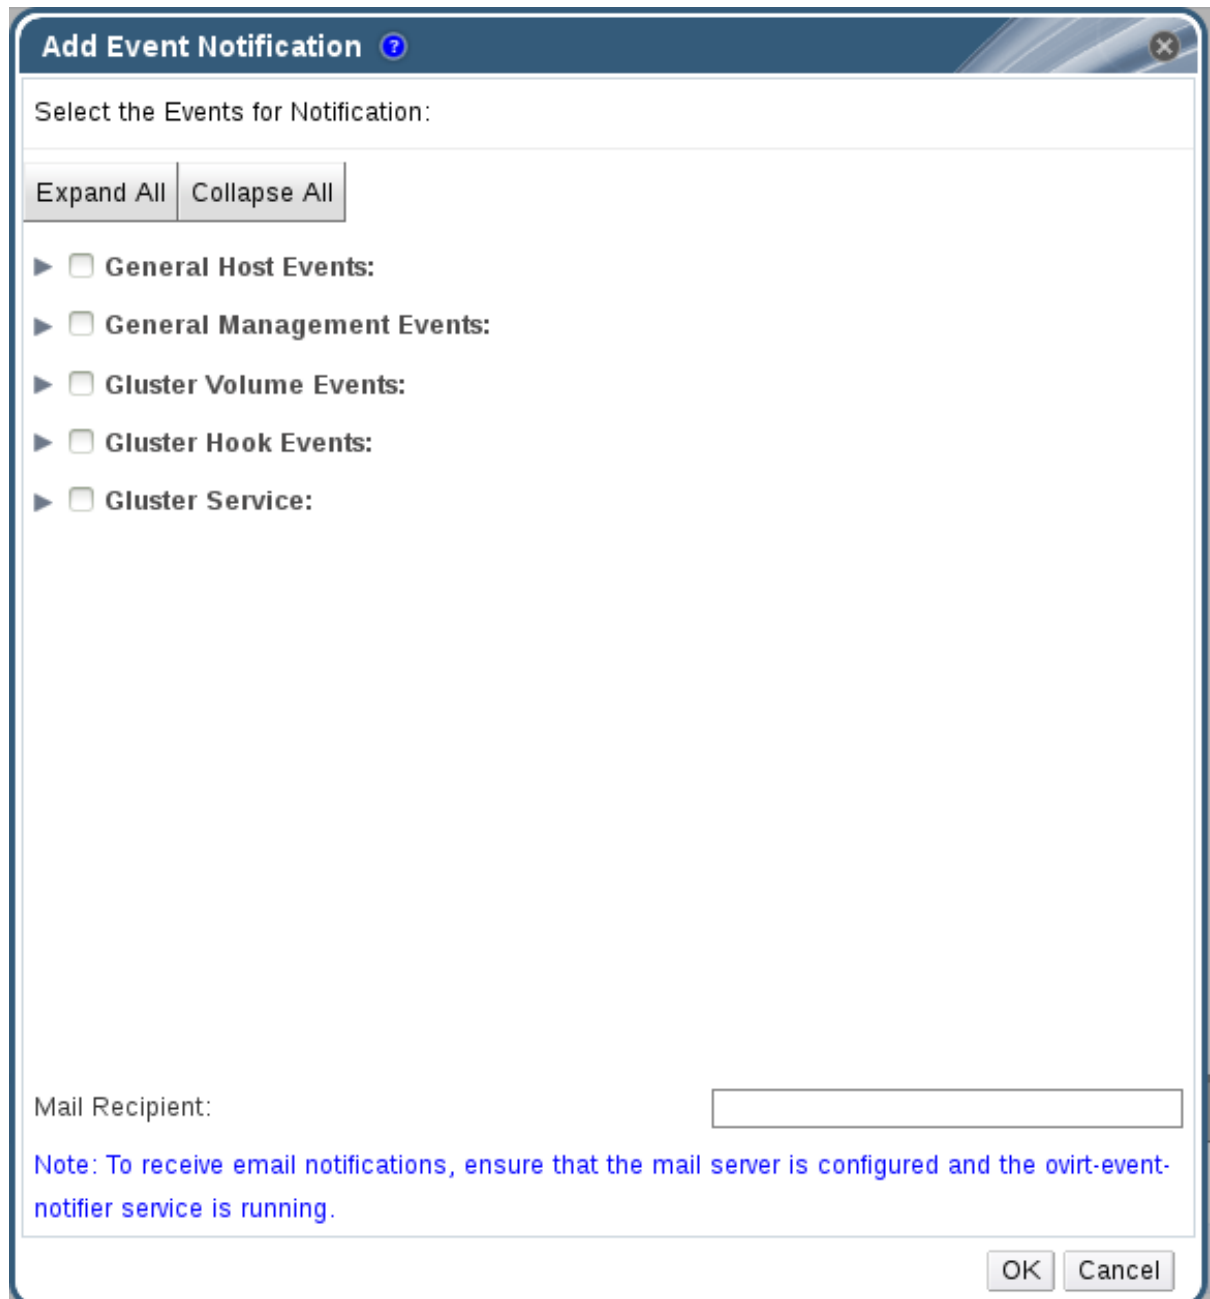 Add Event Notification ?
Select the Events for Notification:
Expand All Collapse All
General Host Events:
General Management Events:
Gluster Volume Events:
Gluster Hook Events:
Gluster Service:
Mail Recipient:
Note: To receive email notifications, ensure that the mail server is configured and the ovirt-event-
notifier service is running.
OK Cancel